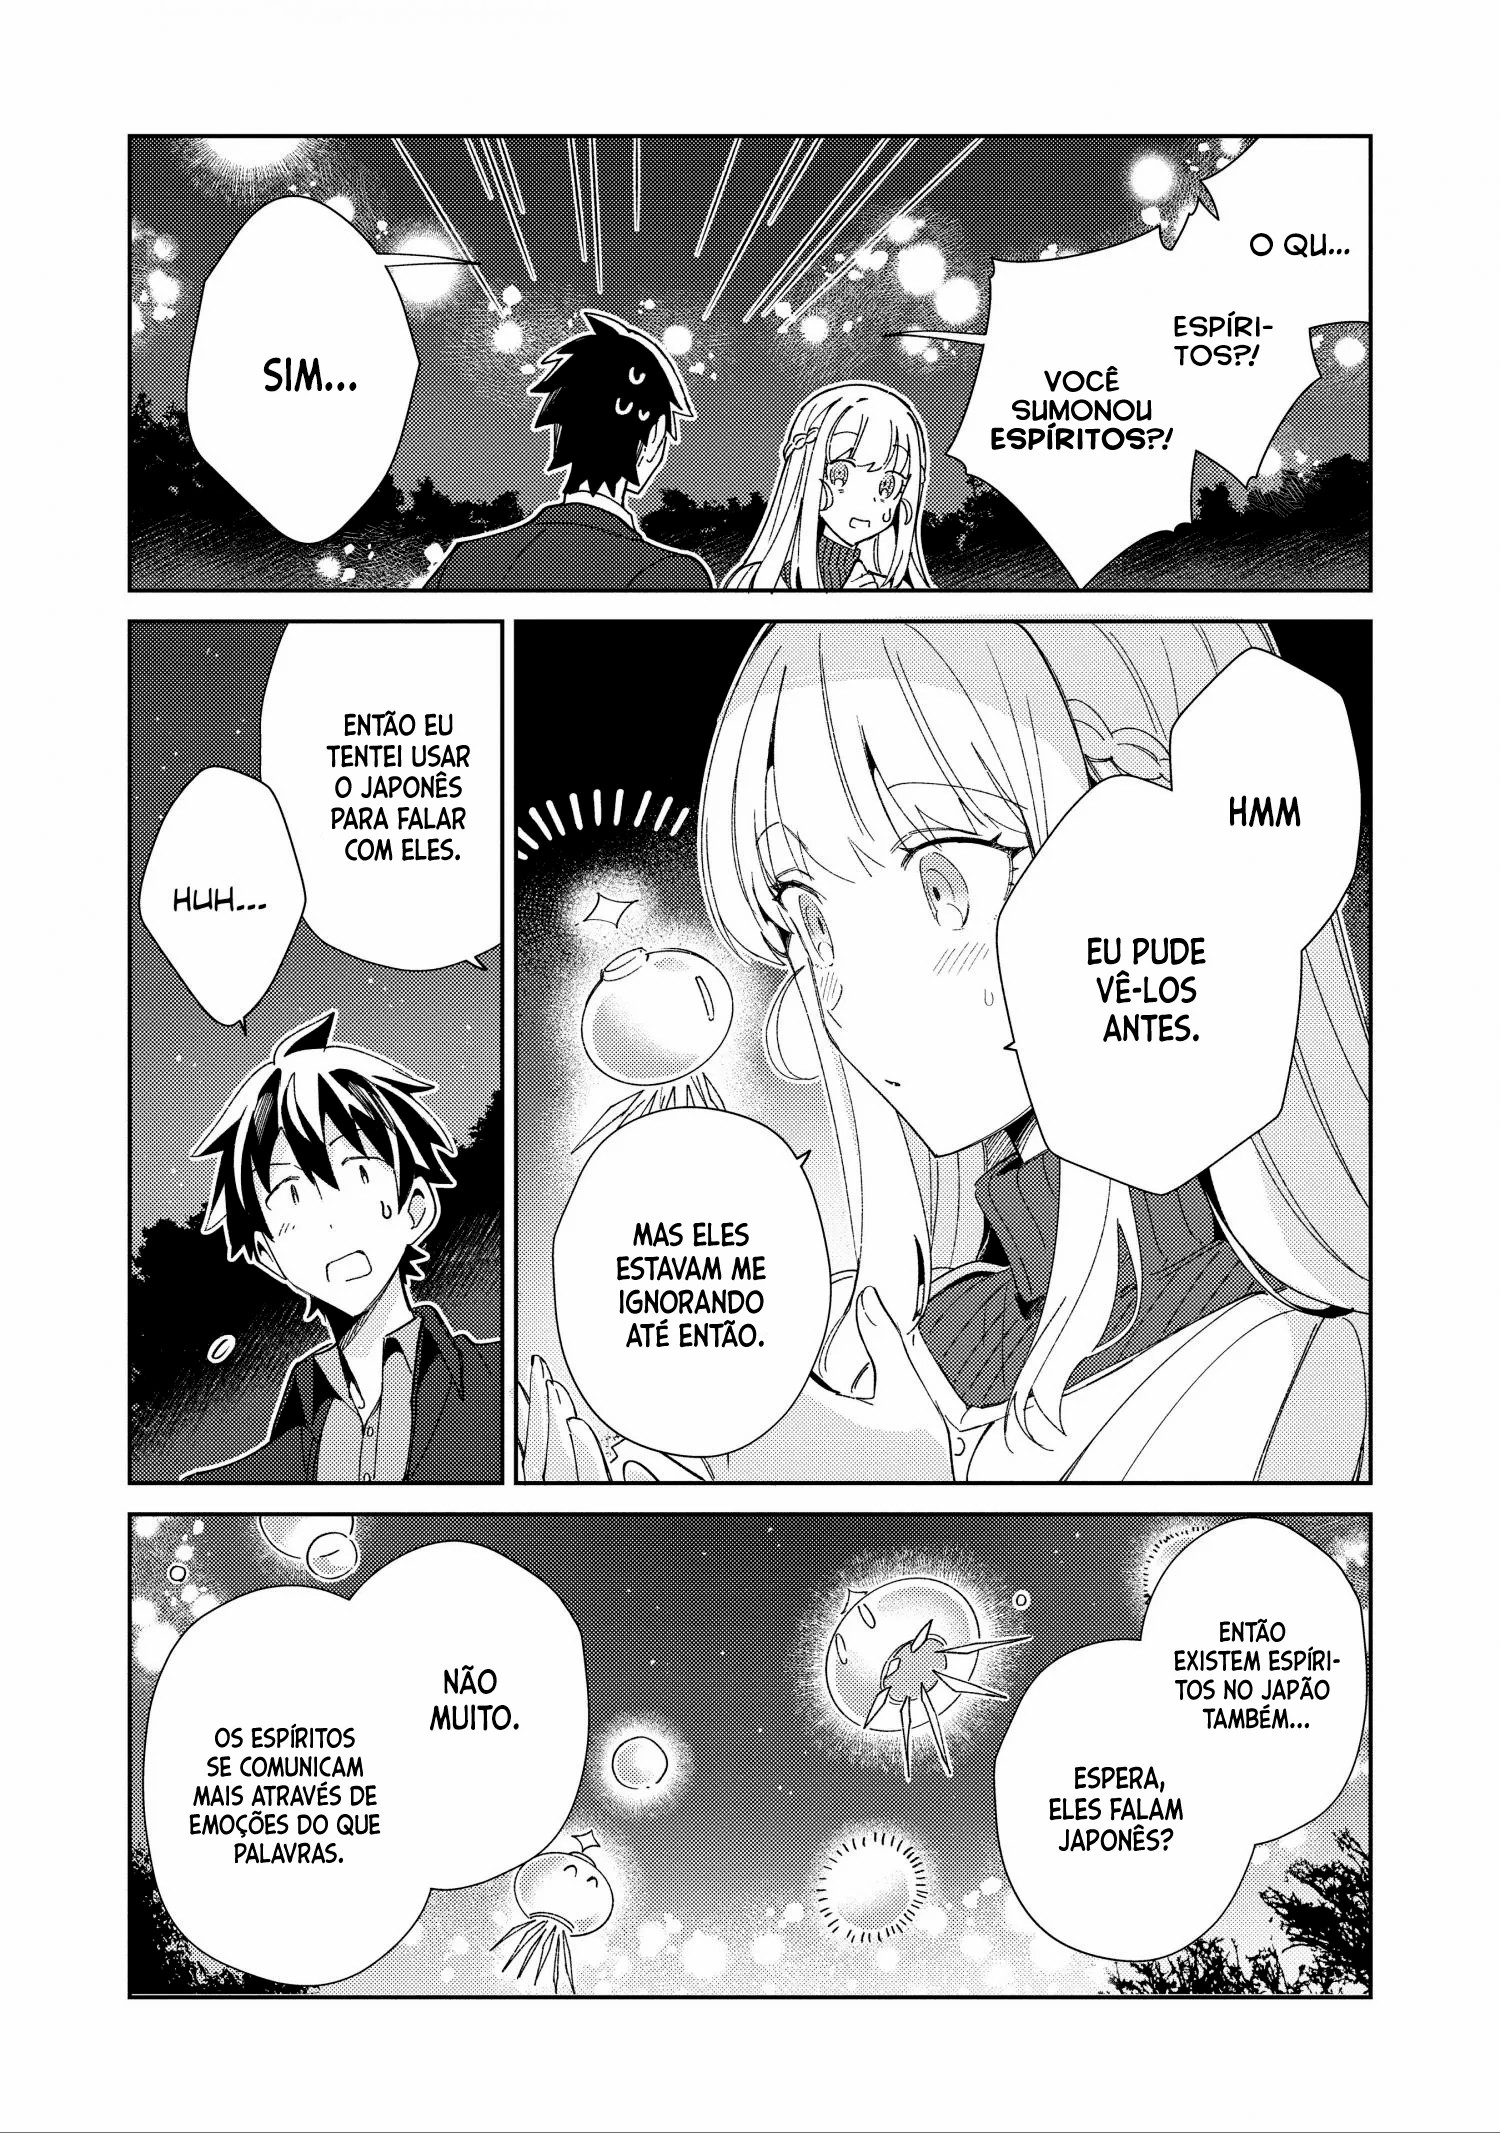 O QU...
ESPÍRI-
TOS?!
VOCÊ
SUMONOU
ESPÍRITOS?!
SIM...
HMM
EU PUDE
VÊ-LOS
ANTES.
MAS ELES
ESTAVAM ME
IGNORANDO
ATÉ ENTÃO.
ENTÃO EU
TENTEI USAR
O JAPONÊS
PARA FALAR
COM ELES.
HUH...
ENTÃO
EXISTEM ESPÍRI-
TOS NO JAPÃO
TAMBÉM...
ESPERA,
ELES FALAM
JAPONÊS?
NÃO
MUITO.
OS ESPÍRITOS
SE COMUNICAM
MAIS ATRAVÉS DE
EMOÇÕES DO QUE
PALAVRAS.